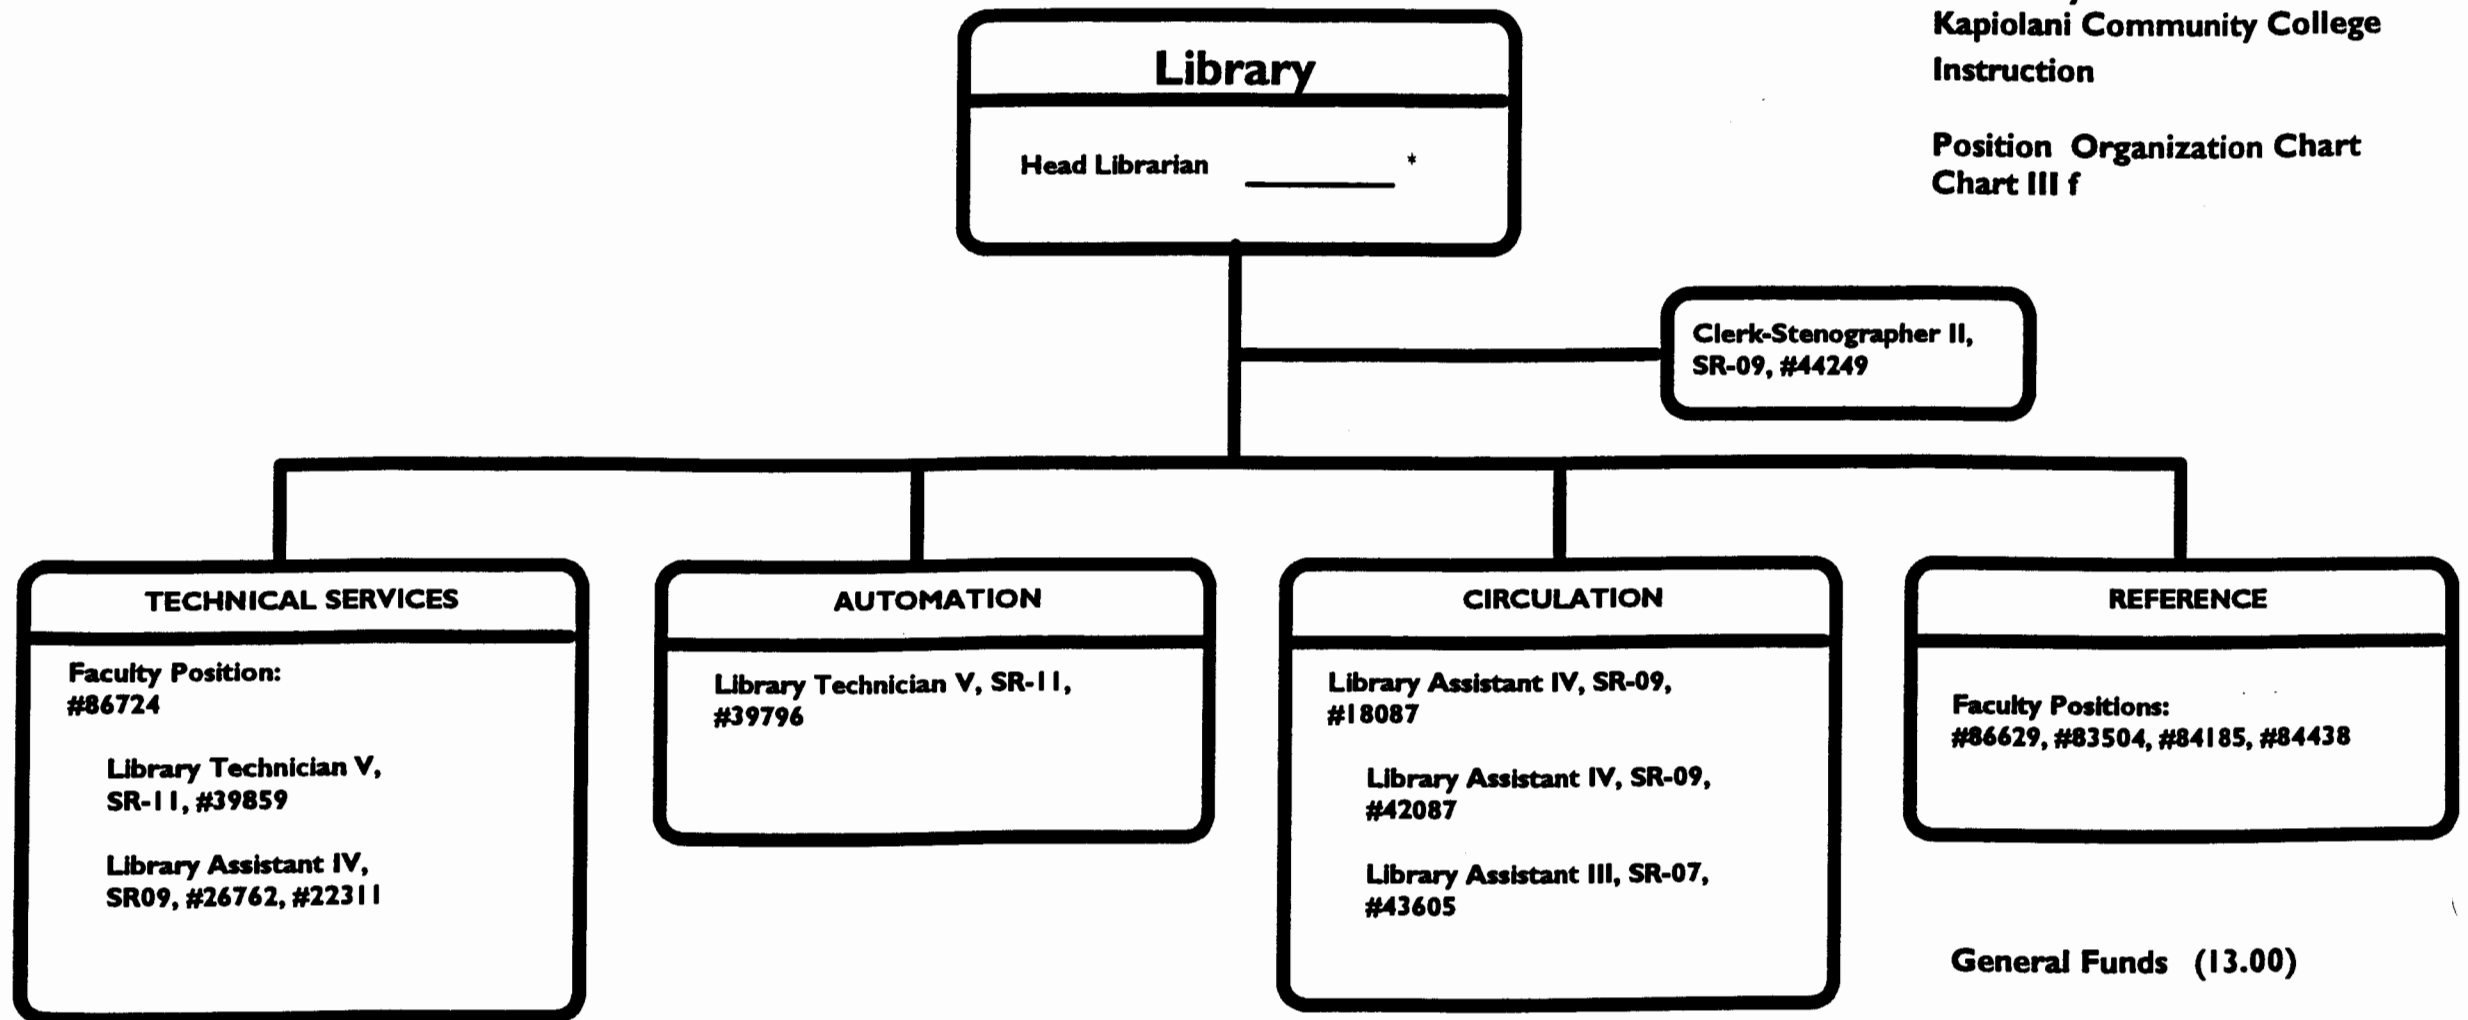 Kapiolani Community College
Instruction
Position Organization Chart
Chart III f
Library
Head Librarian ________ *
Clerk-Stenographer II,
SR-09, #44249
TECHNICAL SERVICES
Faculty Position:
#86724
Library Technician V,
SR-11, #39859
Library Assistant IV,
SR09, #26762, #22311
AUTOMATION
Library Technician V, SR-11,
#39796
CIRCULATION
Library Assistant IV, SR-09,
#18087
Library Assistant IV, SR-09,
#42087
Library Assistant III, SR-07,
#43605
REFERENCE
Faculty Positions:
#86629, #83504, #84185, #84438
General Funds (13.00)